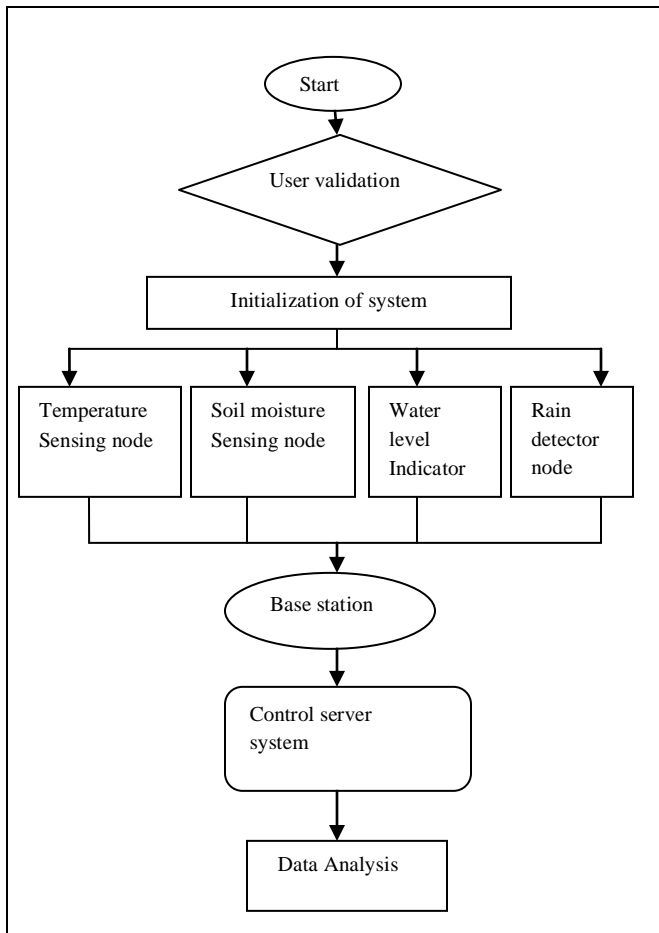 Start
User validation
Initialization of system
Temperature
Sensing node
Soil moisture
Sensing node
Water
level
Indicator
Rain
detector
node
Base station
Control server
system
Data Analysis